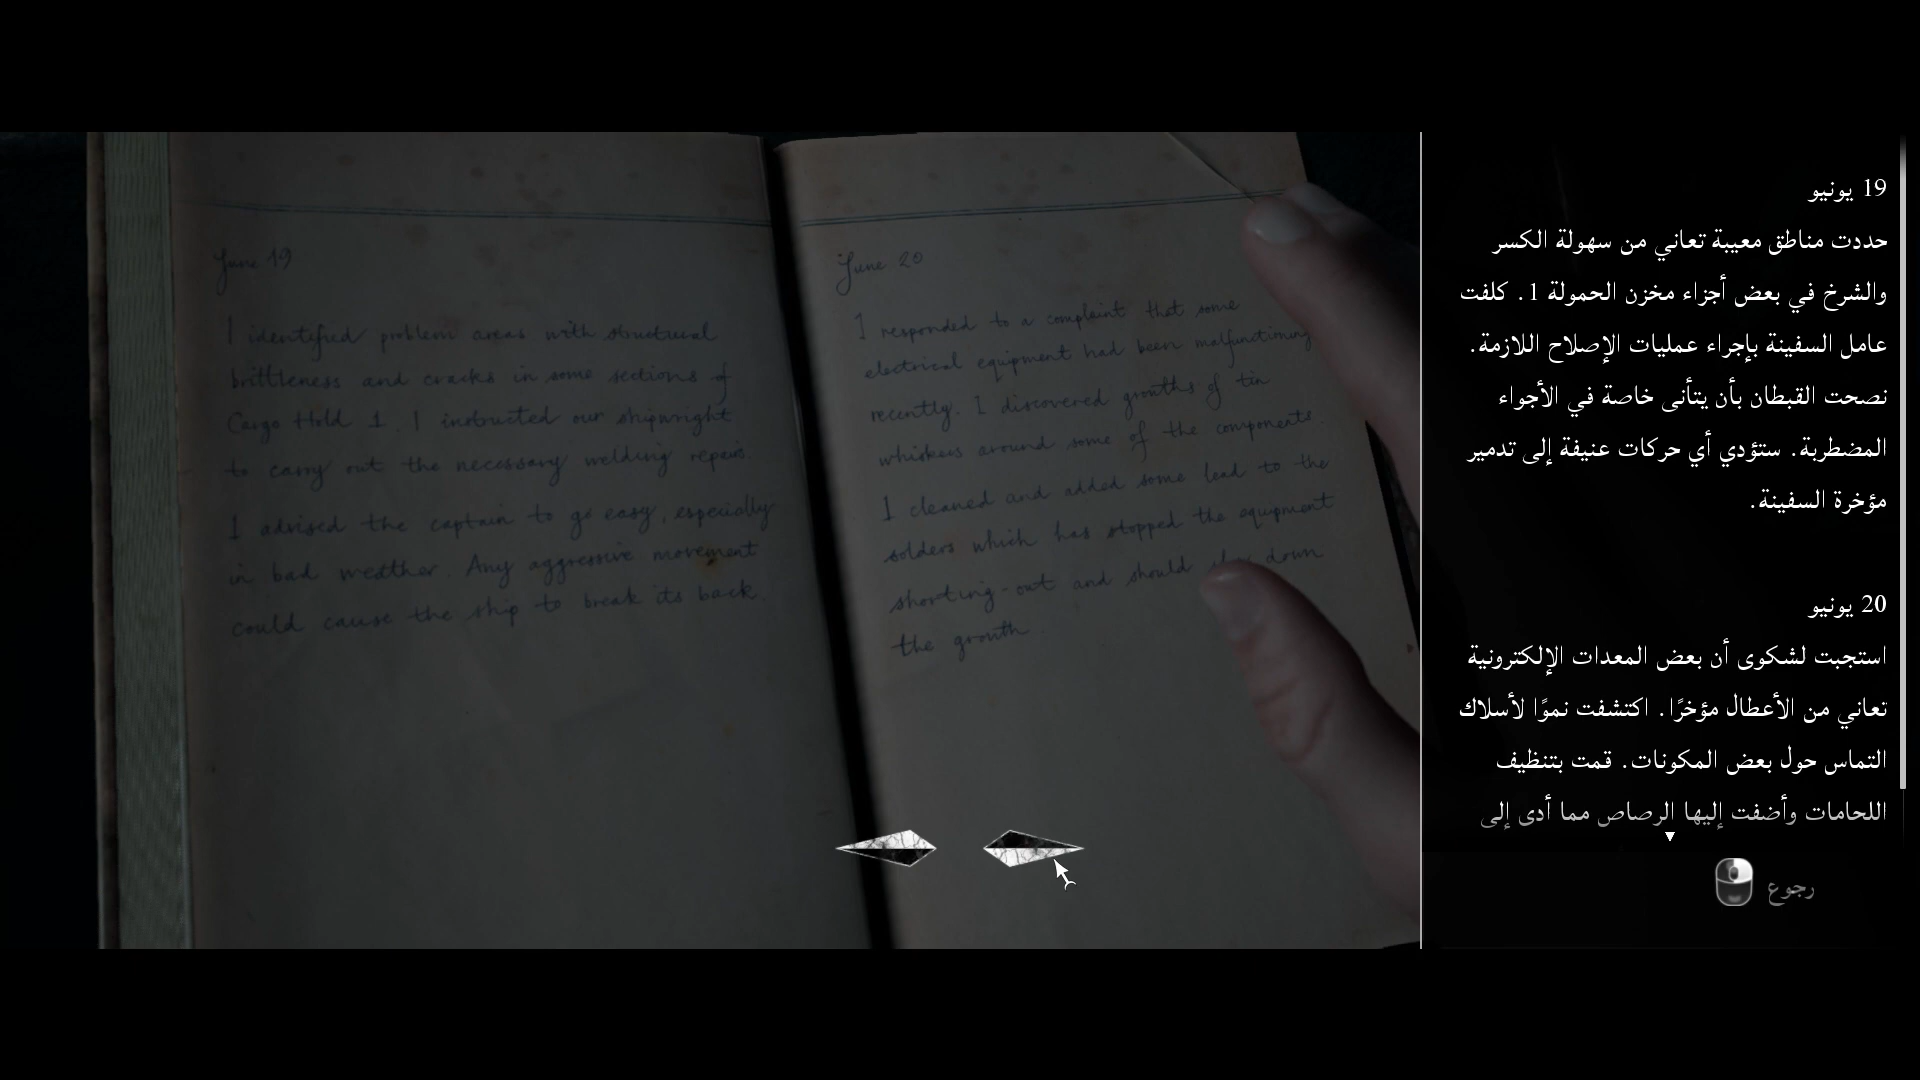 June 19
I identified problem areas with structural
brittleness and cracks in some sections of
Cargo Hold 1. I instructed our shipwright
to carry out the necessary welding repairs.
I advised the captain to go easy, especially
in bad weather. Any aggressive movement
could cause the ship to break its back.
June 20
I responded to a complaint that some
electrical equipment had been malfunctioning
recently. I discovered growths of tin
whiskers around some of the components.
I cleaned and added some lead to the
solders which has stopped the equipment
shorting-out and should down
the growth
19 يونيو
حددت مناطق معيبة تعاني من سهولة الكسر
والشرخ في بعض أجزاء مخزن الحمولة 1. كلفت
عامل السفينة بإجراء عمليات الإصلاح اللازمة.
نصحت القبطان بأن يتأنى خاصة في الأجواء
المضطربة. ستؤدي أي حركات عنيفة إلى تدمير
مؤخرة السفينة.
20 يونيو
استجبت لشكوى أن بعض المعدات الإلكترونية
تعاني من الأعطال مؤخرًا. اكتشفت نموًا لأسلاك
التماس حول بعض المكونات. قمت بتنظيف
اللحامات وأضفت إليها الرصاص مما أدى إلى
رجوع